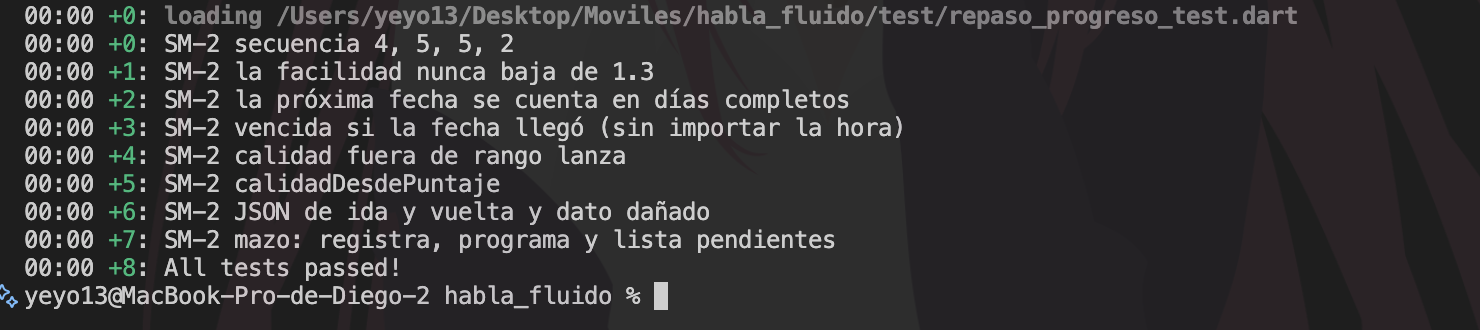 00:00 +0: loading /Users/yeyo13/Desktop/Moviles/habla_fluido/test/repaso_progreso_test.dart
00:00 +0: SM-2 secuencia 4, 5, 5, 2
00:00 +1: SM-2 la facilidad nunca baja de 1.3
00:00 +2: SM-2 la próxima fecha se cuenta en días completos
00:00 +3: SM-2 vencida si la fecha llegó (sin importar la hora)
00:00 +4: SM-2 calidad fuera de rango lanza
00:00 +5: SM-2 calidadDesdePuntaje
00:00 +6: SM-2 JSON de ida y vuelta y dato dañado
00:00 +7: SM-2 mazo: registra, programa y lista pendientes
00:00 +8: All tests passed!
yeyo13@MacBook-Pro-de-Diego-2 habla_fluido %